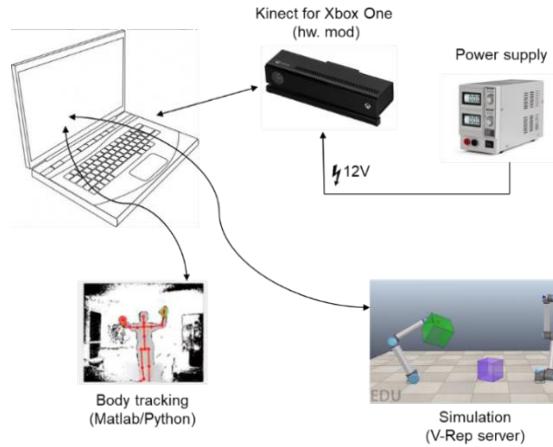 Kinect for Xbox One
(hw. mod)
Power supply
12V
Body tracking
(Matlab/Python)
EDU
Simulation
(V-Rep server)